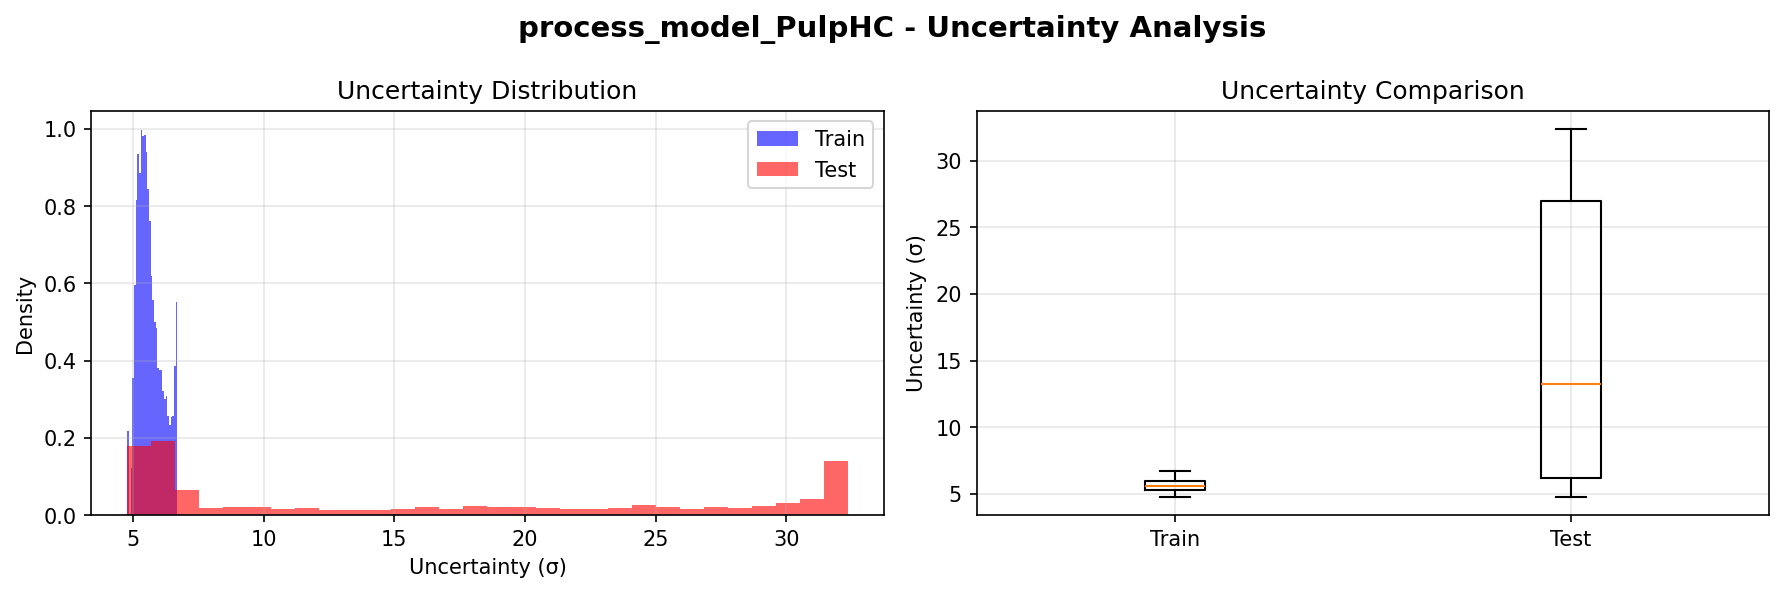 process_model_PulpHC - Uncertainty Analysis
Uncertainty Distribution
1.0
0.8
0.6
0.4
0.2
0.0
Density
5
10
15
20
25
30
Uncertainty (σ)
Train
Test
Uncertainty Comparison
30
25
20
15
10
5
Uncertainty (σ)
Train
Test